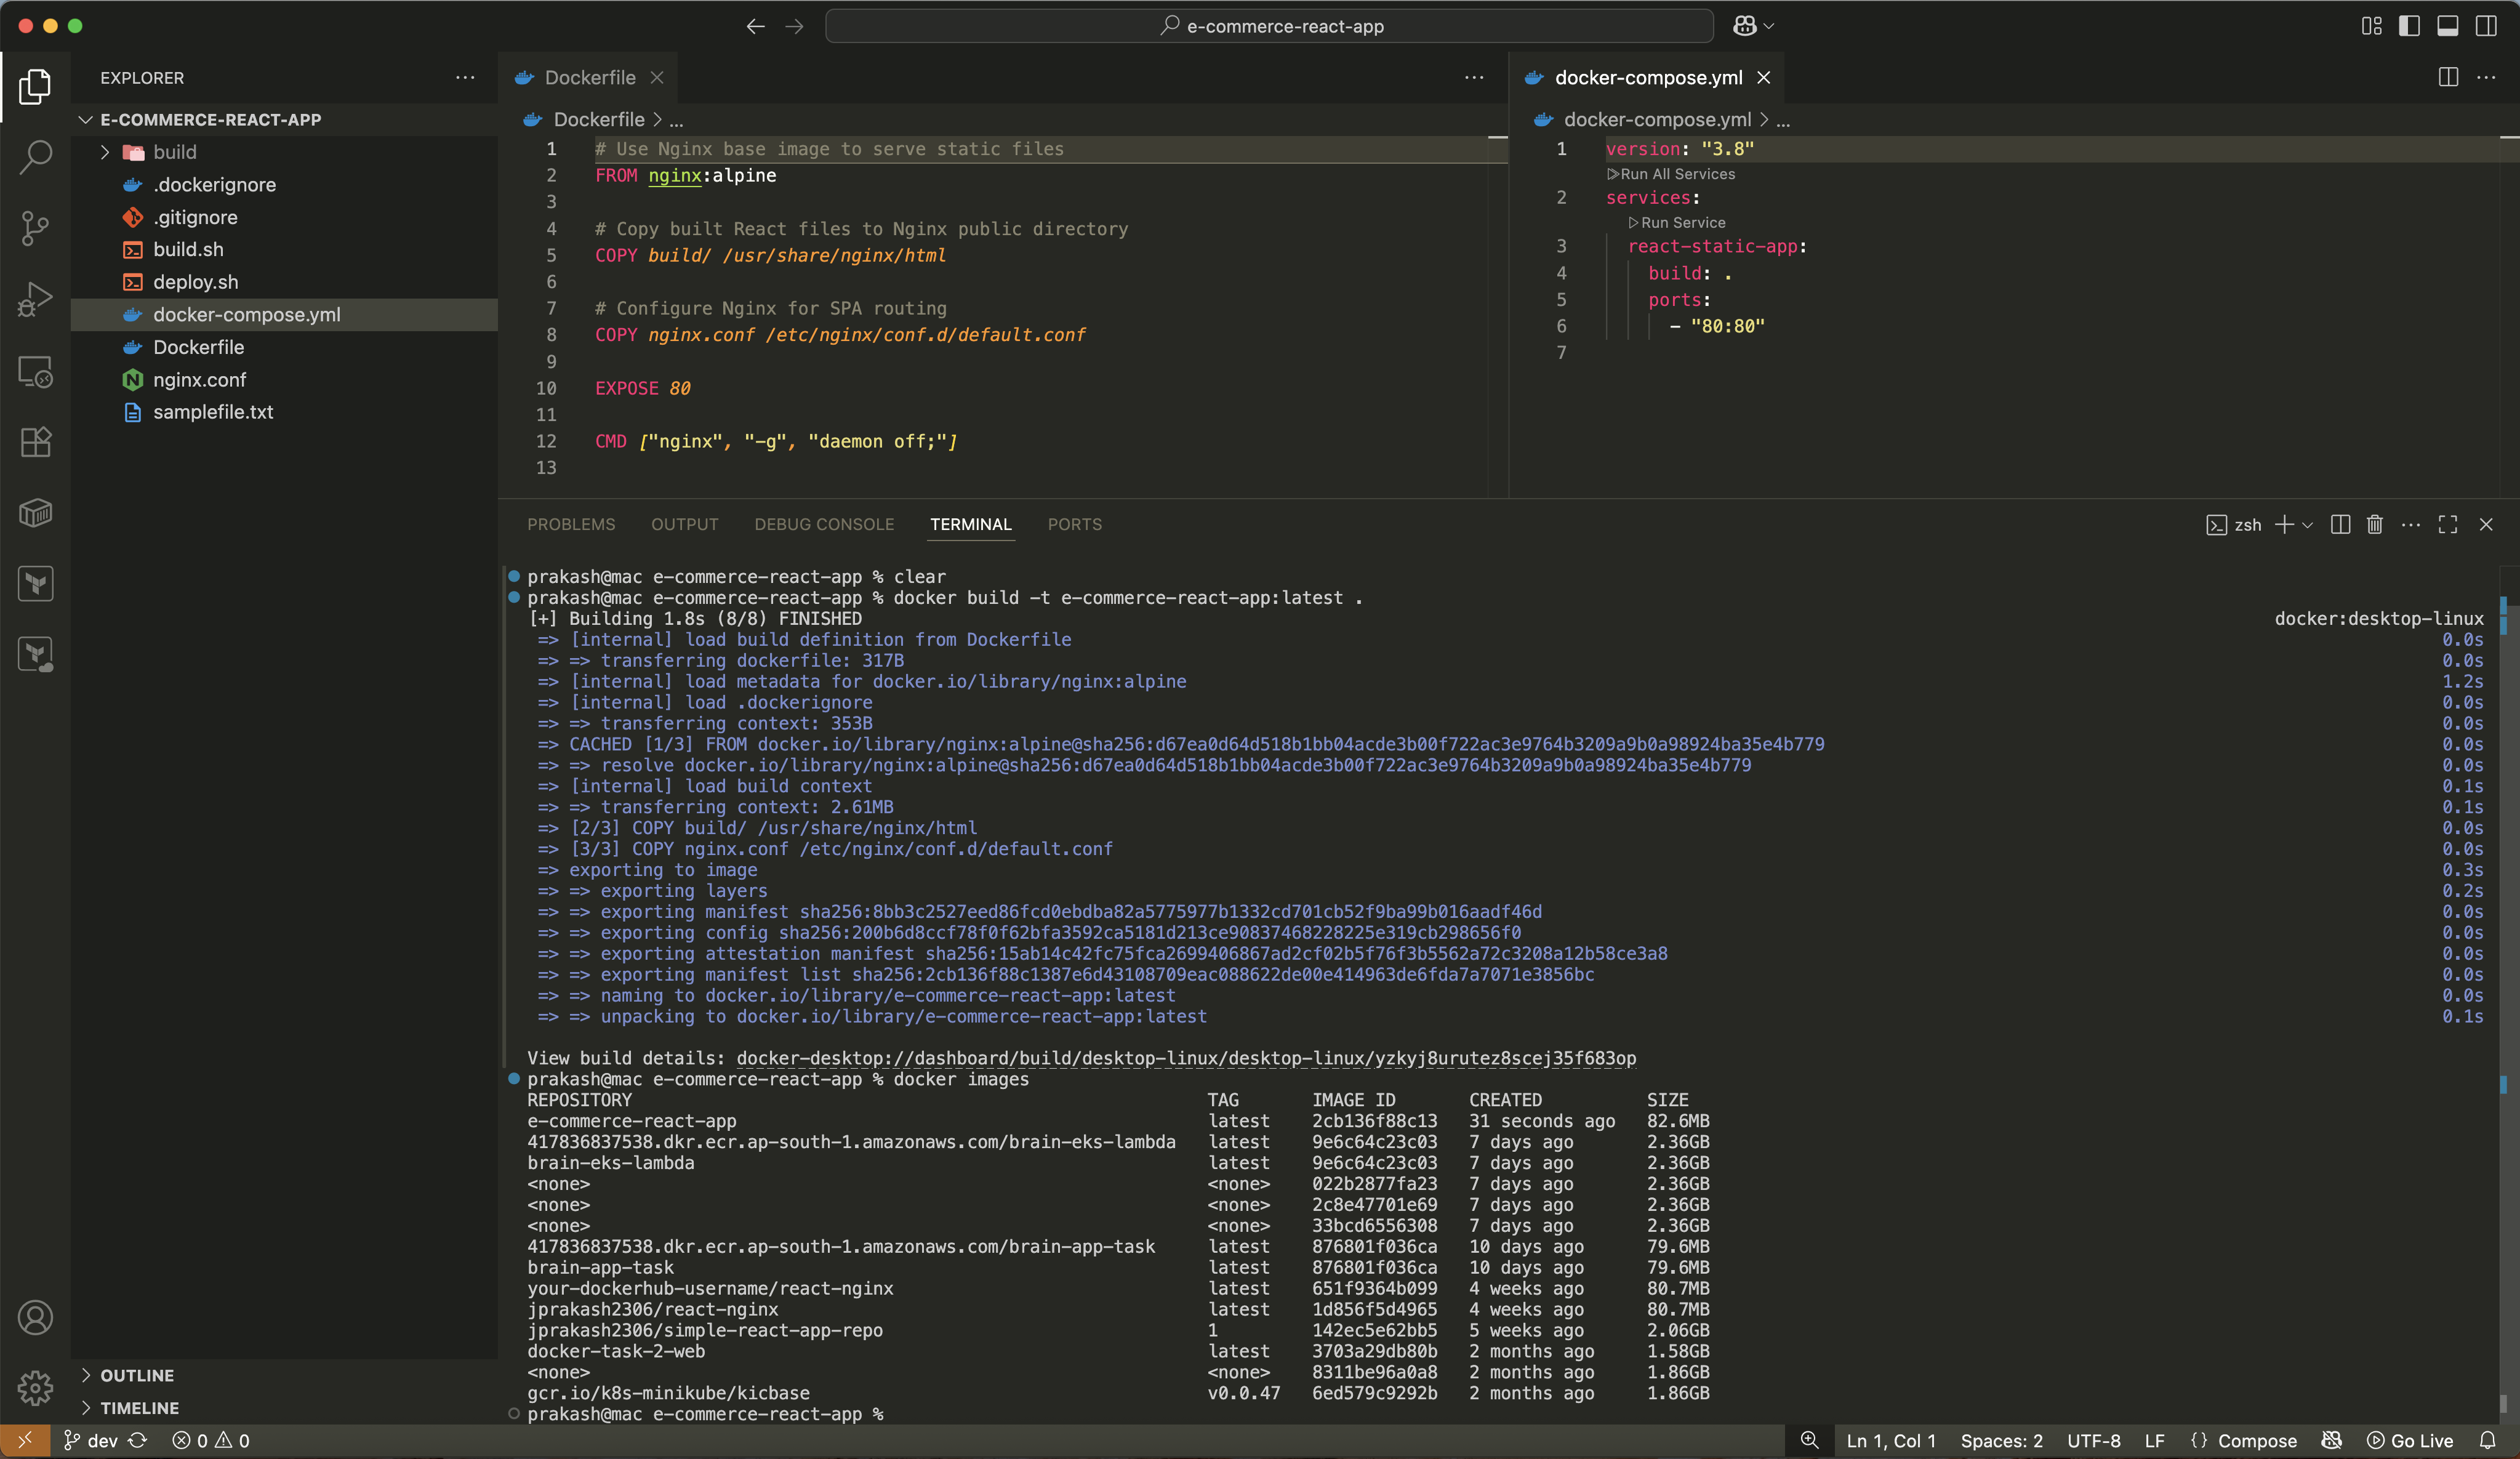 e-commerce-react-app
EXPLORER
E-COMMERCE-REACT-APP
build
.dockerignore
.gitignore
build.sh
deploy.sh
docker-compose.yml
Dockerfile
nginx.conf
samplefile.txt
OUTLINE
TIMELINE
Dockerfile
Dockerfile > ...
1 # Use Nginx base image to serve static files
2 FROM nginx:alpine
3
4 # Copy built React files to Nginx public directory
5 COPY build/ /usr/share/nginx/html
6
7 # Configure Nginx for SPA routing
8 COPY nginx.conf /etc/nginx/conf.d/default.conf
9
10 EXPOSE 80
11
12 CMD ["nginx", "-g", "daemon off;"]
13
docker-compose.yml
docker-compose.yml > ...
1 version: "3.8"
Run All Services
2 services:
Run Service
3 react-static-app:
4 build: .
5 ports:
6 - "80:80"
7
PROBLEMS OUTPUT DEBUG CONSOLE TERMINAL PORTS
zsh
prakash@mac e-commerce-react-app % clear
prakash@mac e-commerce-react-app % docker build -t e-commerce-react-app:latest .
[+] Building 1.8s (8/8) FINISHED docker:desktop-linux
=> [internal] load build definition from Dockerfile 0.0s
=> => transferring dockerfile: 317B 0.0s
=> [internal] load metadata for docker.io/library/nginx:alpine 1.2s
=> [internal] load .dockerignore 0.0s
=> => transferring context: 353B 0.0s
=> CACHED [1/3] FROM docker.io/library/nginx:alpine@sha256:d67ea0d64d518b1bb04acde3b00f722ac3e9764b3209a9b0a98924ba35e4b779 0.0s
=> => resolve docker.io/library/nginx:alpine@sha256:d67ea0d64d518b1bb04acde3b00f722ac3e9764b3209a9b0a98924ba35e4b779 0.0s
=> [internal] load build context 0.1s
=> => transferring context: 2.61MB 0.1s
=> [2/3] COPY build/ /usr/share/nginx/html 0.0s
=> [3/3] COPY nginx.conf /etc/nginx/conf.d/default.conf 0.0s
=> exporting to image 0.3s
=> => exporting layers 0.2s
=> => exporting manifest sha256:8bb3c2527eed86fcd0ebdba82a5775977b1332cd701cb52f9ba99b016aadf46d 0.0s
=> => exporting config sha256:200b6d8ccf78f0f62bfa3592ca5181d213ce90837468228225e319cb298656f0 0.0s
=> => exporting attestation manifest sha256:15ab14c42fc75fca2699406867ad2cf02b5f76f3b5562a72c3208a12b58ce3a8 0.0s
=> => exporting manifest list sha256:2cb136f88c1387e6d43108709eac088622de00e414963de6fda7a7071e3856bc 0.0s
=> => naming to docker.io/library/e-commerce-react-app:latest 0.0s
=> => unpacking to docker.io/library/e-commerce-react-app:latest 0.1s
View build details: docker-desktop://dashboard/build/desktop-linux/desktop-linux/yzkyj8urutez8scej35f683op
prakash@mac e-commerce-react-app % docker images
REPOSITORY TAG IMAGE ID CREATED SIZE
e-commerce-react-app latest 2cb136f88c13 31 seconds ago 82.6MB
417836837538.dkr.ecr.ap-south-1.amazonaws.com/brain-eks-lambda latest 9e6c64c23c03 7 days ago 2.36GB
brain-eks-lambda latest 9e6c64c23c03 7 days ago 2.36GB
<none> <none> 022b2877fa23 7 days ago 2.36GB
<none> <none> 2c8e47701e69 7 days ago 2.36GB
<none> <none> 33bcd6556308 7 days ago 2.36GB
417836837538.dkr.ecr.ap-south-1.amazonaws.com/brain-app-task latest 876801f036ca 10 days ago 79.6MB
brain-app-task latest 876801f036ca 10 days ago 79.6MB
your-dockerhub-username/react-nginx latest 651f9364b099 4 weeks ago 80.7MB
jprakash2306/react-nginx latest 1d856f5d4965 4 weeks ago 80.7MB
jprakash2306/simple-react-app-repo 1 142ec5e62bb5 5 weeks ago 2.06GB
docker-task-2-web latest 3703a29db80b 2 months ago 1.58GB
<none> <none> 8311be96a0a8 2 months ago 1.86GB
gcr.io/k8s-minikube/kicbase v0.0.47 6ed579c9292b 2 months ago 1.86GB
prakash@mac e-commerce-react-app %
dev 0 0 Ln 1, Col 1 Spaces: 2 UTF-8 LF {} Compose Go Live